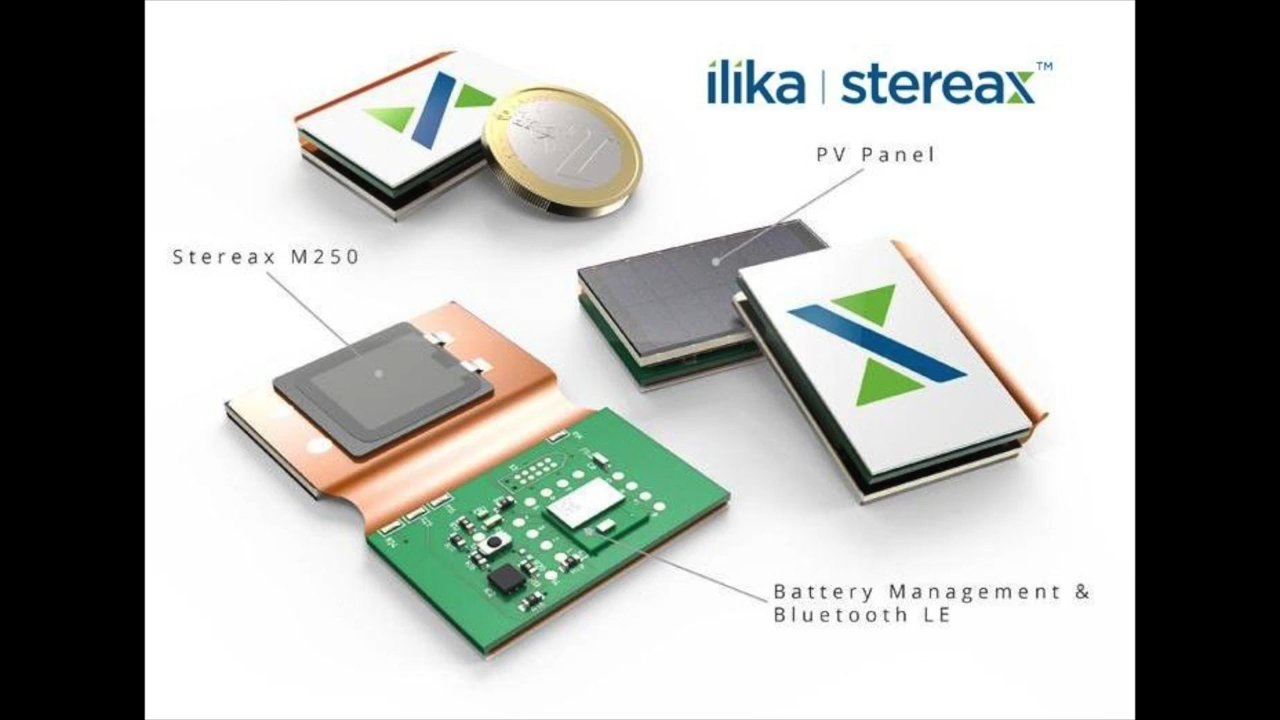 ilika | stereax™
PV Panel
Stereax M250
Battery Management &
Bluetooth LE